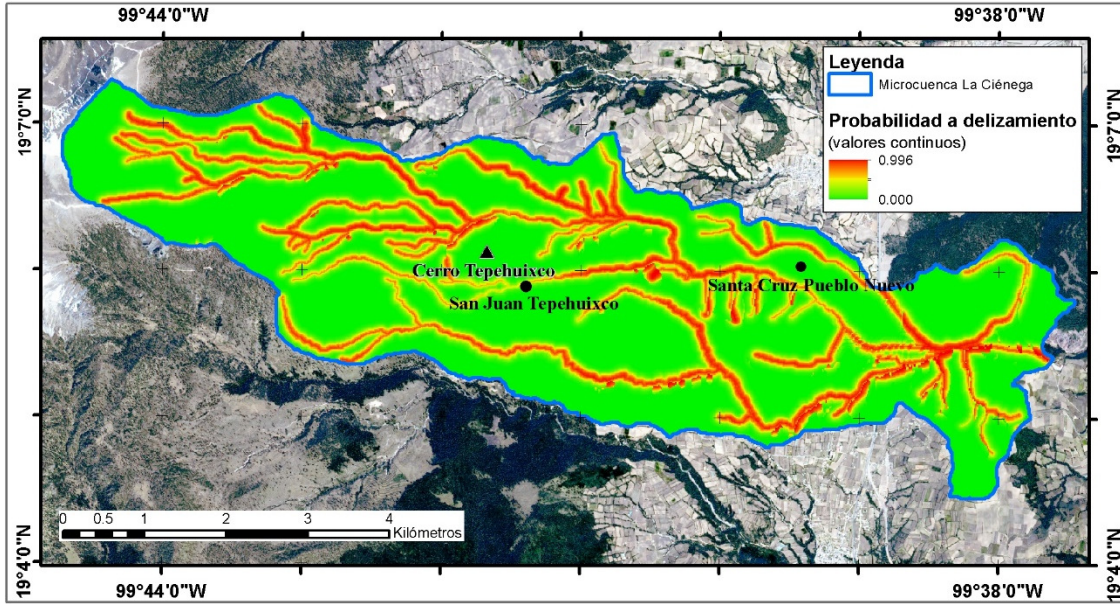 99°44'0"W
99°38'0"W
19°7'0"N
19°7'0"N
Leyenda
Microcuenca La Ciénega
Probabilidad a delizamiento
(valores continuos)
0.996
0.000
Cerro Tepehuixco
San Juan Tepehuixco
Santa Cruz Pueblo Nuevo
0 0.5 1 2 3 4
Kilómetros
19°4'0"N
19°4'0"N
99°44'0"W
99°38'0"W